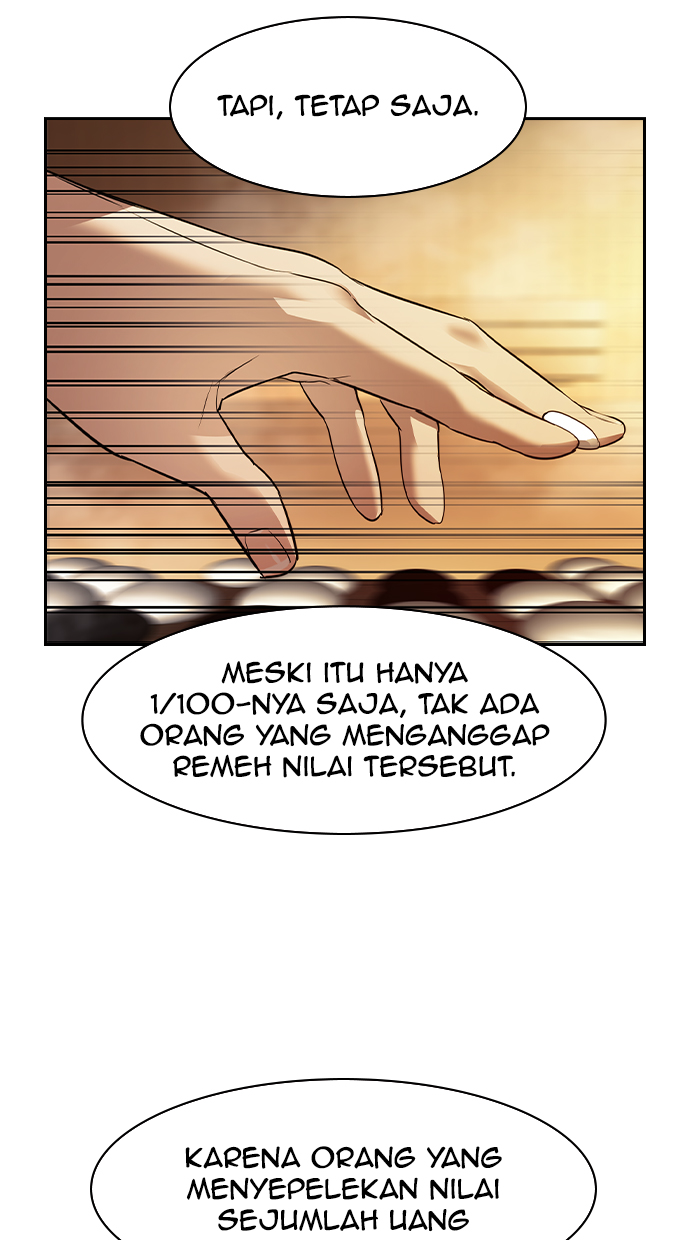 TAPI, TETAP SAJA.
MESKI ITU HANYA
1/100-NYA SAJA, TAK ADA
ORANG YANG MENGANGGAP
REMEH NILAI TERSEBUT.
KARENA ORANG YANG
MENYEPELEKAN NILAI
SEJUMLAH UANG